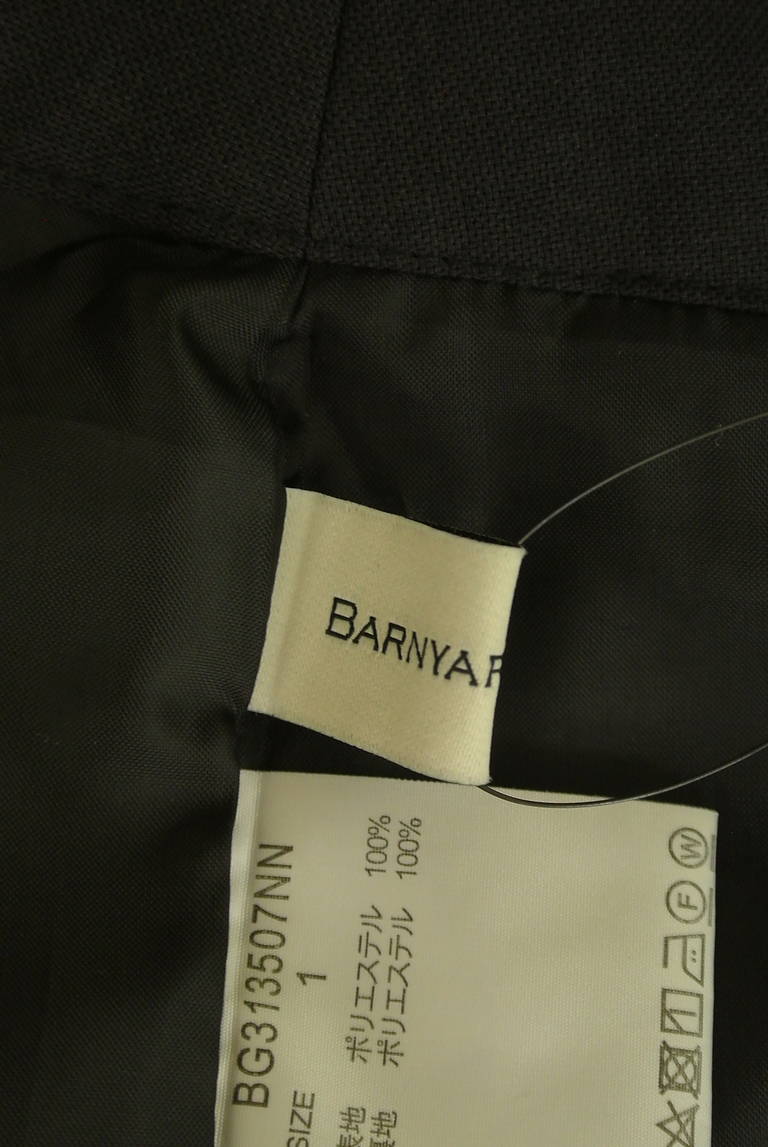 BARNYA
BG313507NN
SIZE 1
表地 ポリエステル 100%
裏地 ポリエステル 100%
W
F